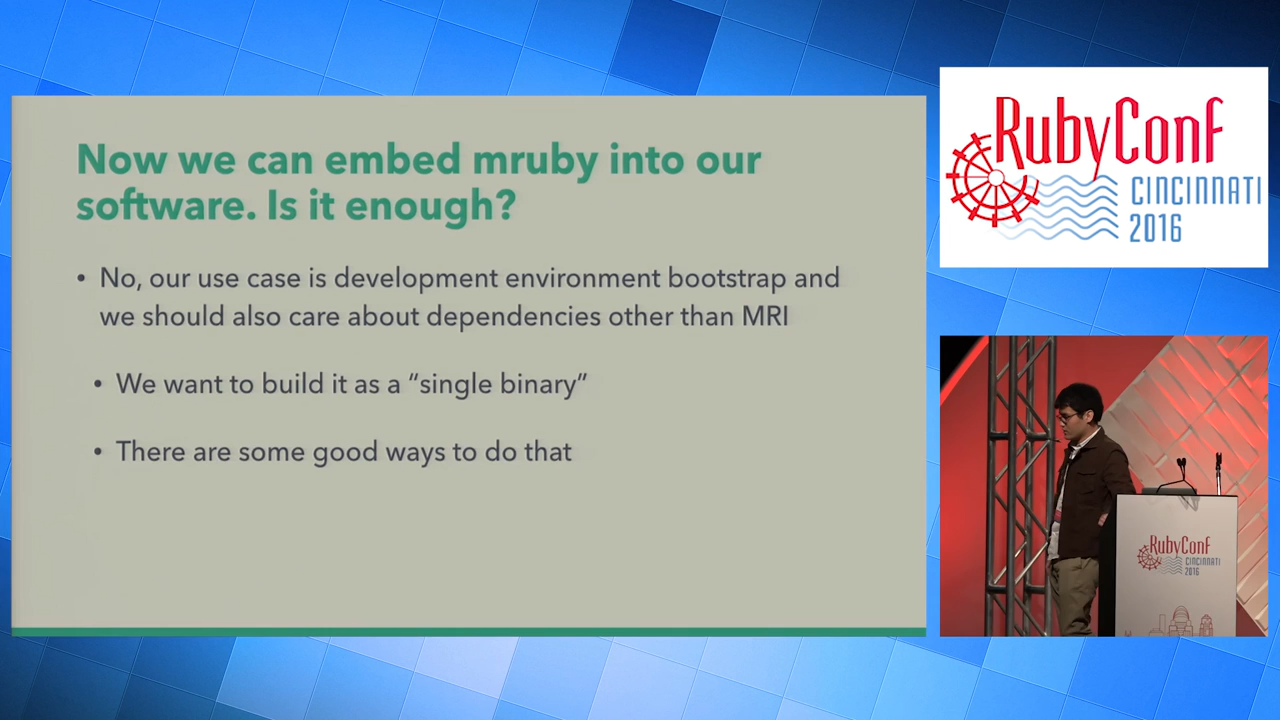 Now we can embed mruby into our
software. Is it enough?
• No, our use case is development environment bootstrap and
we should also care about dependencies other than MRI
• We want to build it as a “single binary”
• There are some good ways to do that
RubyConf
CINCINNATI
2016
RubyConf
CINCINNATI
2016